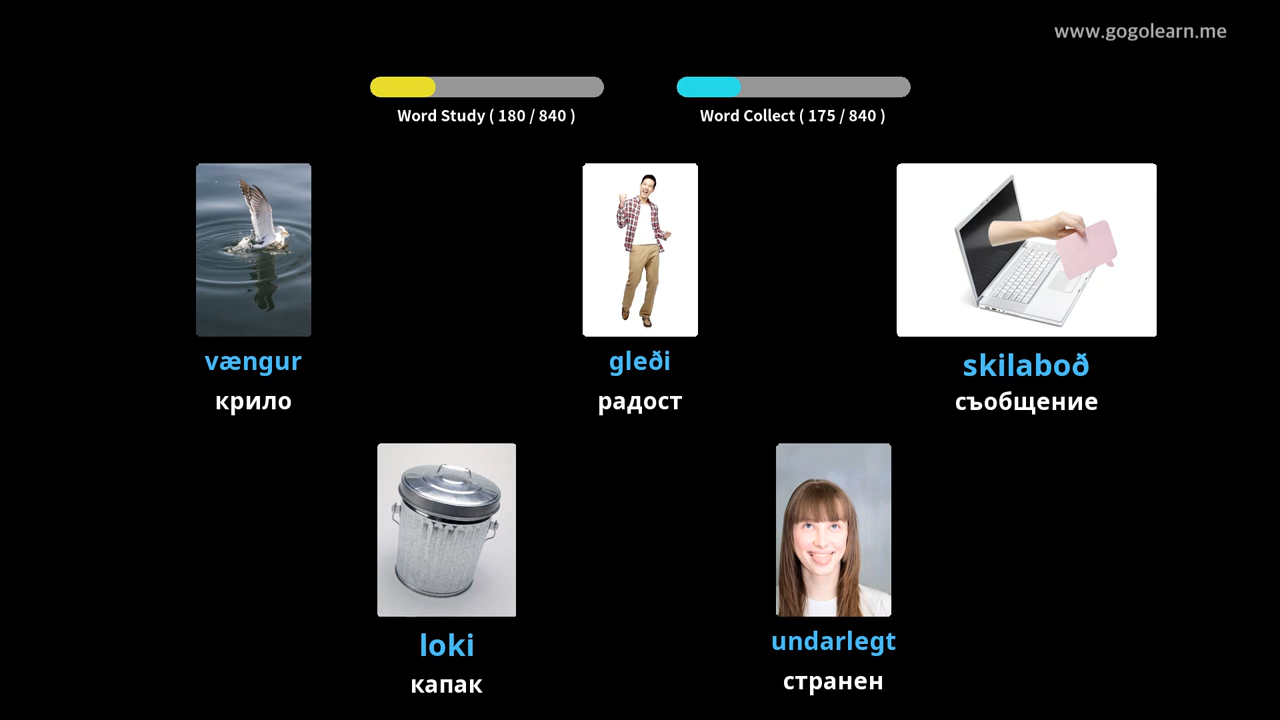 www.gogolearn.me
Word Study ( 180 / 840 )
Word Collect ( 175 / 840 )
vængur
крило
gleði
радост
skilaboð
съобщение
loki
капак
undarlegt
странен